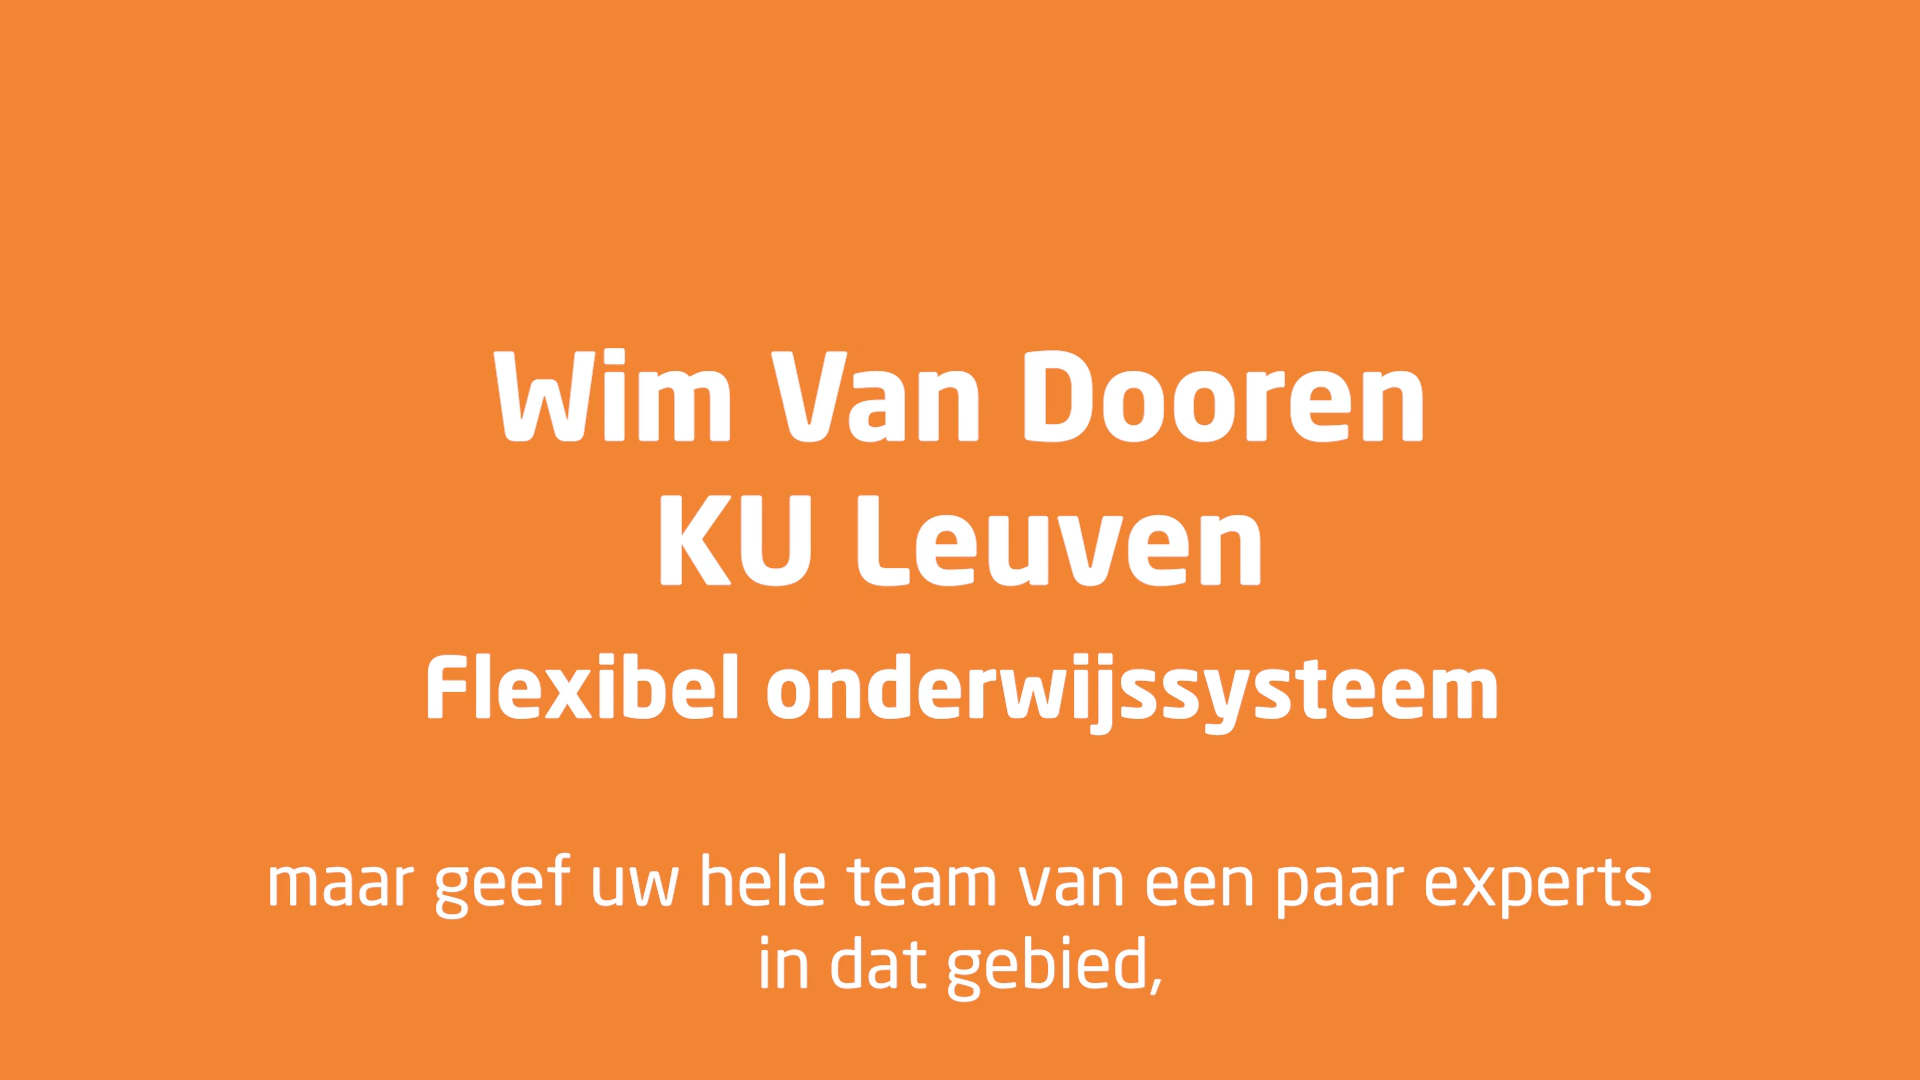 Wim Van Dooren
KU Leuven
Flexibel onderwijssysteem
maar geef uw hele team van een paar experts
in dat gebied,